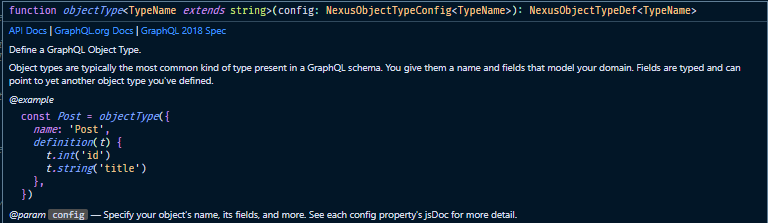 function objectType<TypeName extends string>(config: NexusObjectTypeConfig<TypeName>): NexusObjectTypeDef<TypeName>
API Docs | GraphQL.org Docs | GraphQL 2018 Spec
Define a GraphQL Object Type.
Object types are typically the most common kind of type present in a GraphQL schema. You give them a name and fields that model your domain. Fields are typed and can
point to yet another object type you've defined.
@example
const Post = objectType({
  name: 'Post',
  definition(t) {
    t.int('id')
    t.string('title')
  },
})
@param config — Specify your object's name, its fields, and more. See each config property's jsDoc for more detail.